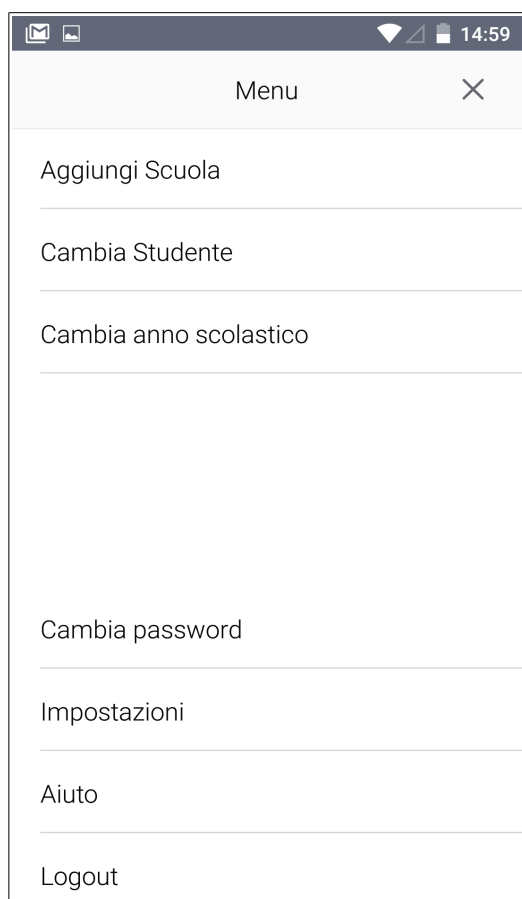 14:59
Menu
Aggiungi Scuola
Cambia Studente
Cambia anno scolastico
Cambia password
Impostazioni
Aiuto
Logout